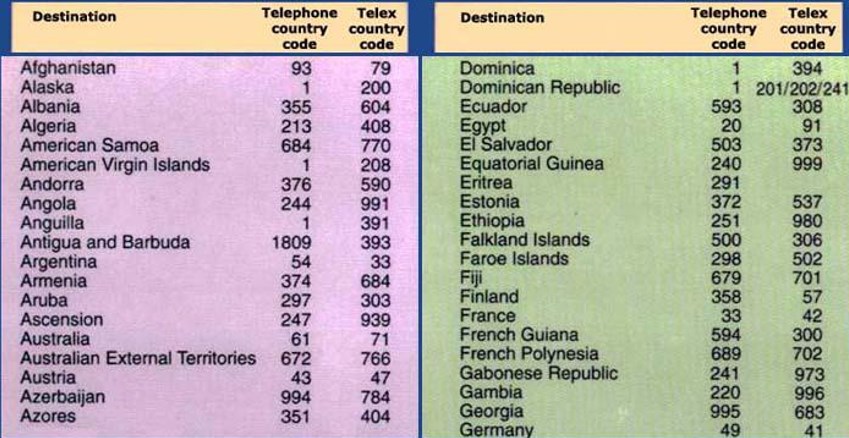 Destination Telephone country code Telex country code
Afghanistan 93 79
Alaska 1 200
Albania 355 604
Algeria 213 408
American Samoa 684 770
American Virgin Islands 1 208
Andorra 376 590
Angola 244 991
Anguilla 1 391
Antigua and Barbuda 1809 393
Argentina 54 33
Armenia 374 684
Aruba 297 303
Ascension 247 939
Australia 61 71
Australian External Territories 672 766
Austria 43 47
Azerbaijan 994 784
Azores 351 404
Destination Telephone country code Telex country code
Dominica 1 394
Dominican Republic 1 201/202/241
Ecuador 593 308
Egypt 20 91
El Salvador 503 373
Equatorial Guinea 240 999
Eritrea 291
Estonia 372 537
Ethiopia 251 980
Falkland Islands 500 306
Faroe Islands 298 502
Fiji 679 701
Finland 358 57
France 33 42
French Guiana 594 300
French Polynesia 689 702
Gabonese Republic 241 973
Gambia 220 996
Georgia 995 683
Germany 49 41